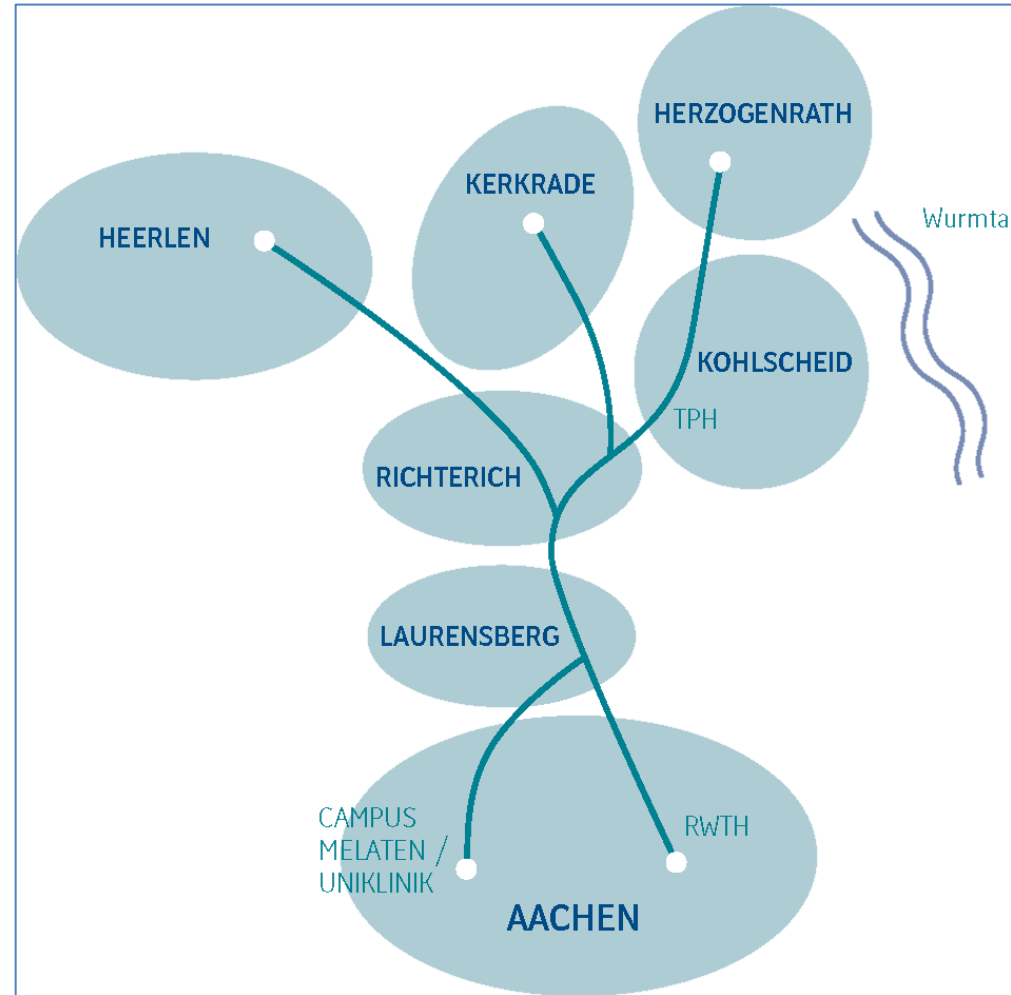 HERZOGENRATH
KERKRADE
Wurmta
HEERLEN
KOHLSCHEID
TPH
RICHTERICH
LAURENSBERG
CAMPUS
MELATEN /
UNIKLINIK
RWTH
AACHEN